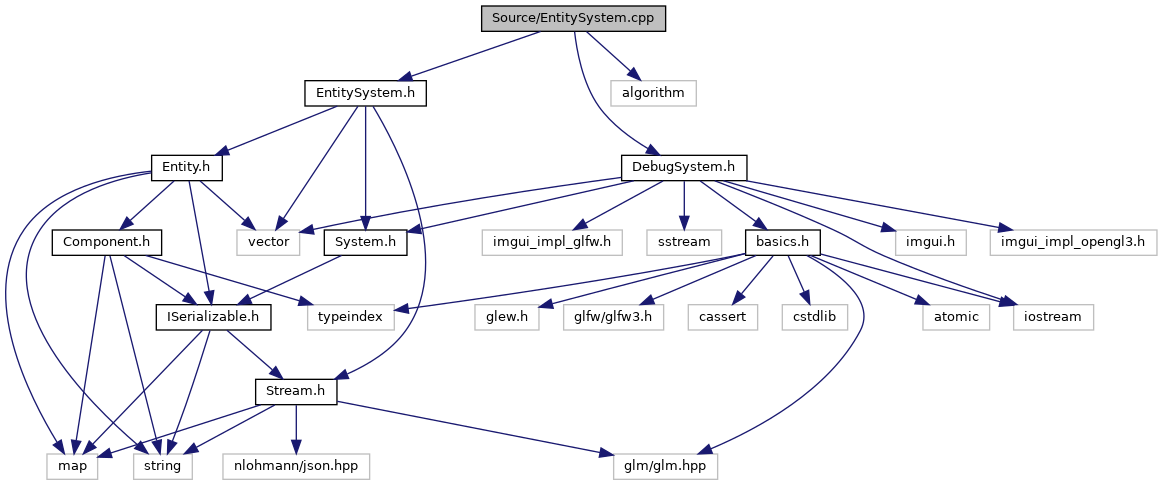 Source/EntitySystem.cpp
EntitySystem.h
algorithm
Entity.h
DebugSystem.h
Component.h
vector
System.h
imgui_impl_glfw.h
sstream
basics.h
imgui.h
imgui_impl_opengl3.h
ISerializable.h
typeindex
glew.h
glfw/glfw3.h
cassert
cstdlib
atomic
iostream
Stream.h
map
string
nlohmann/json.hpp
glm/glm.hpp